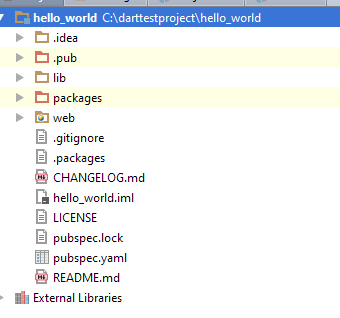 hello_world C:\darttestproject\hello_world
.idea
.pub
lib
packages
web
.gitignore
.packages
CHANGELOG.md
hello_world.iml
LICENSE
pubspec.lock
pubspec.yaml
README.md
External Libraries